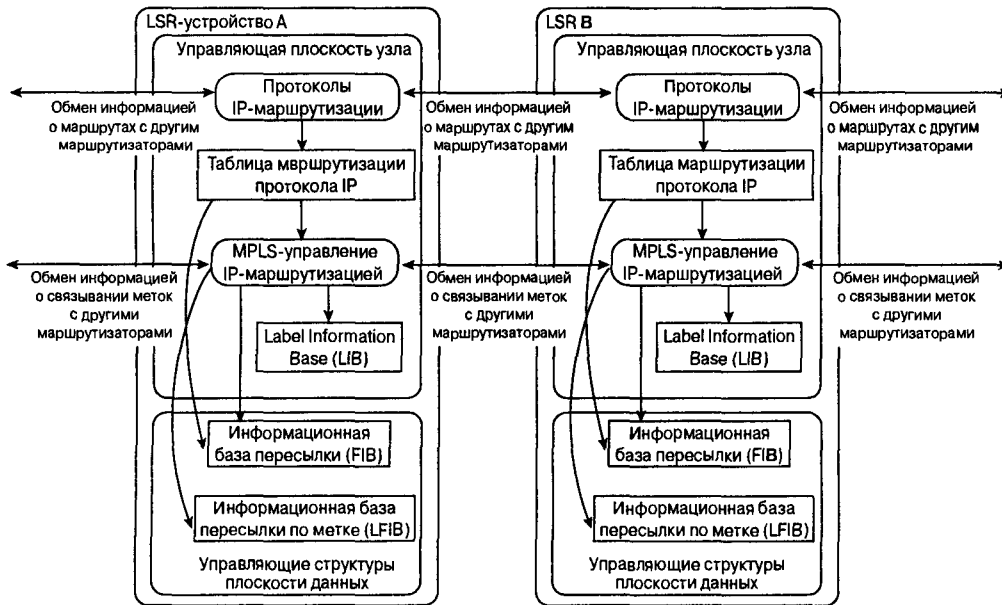 LSR-устройство A
Управляющая плоскость узла
Протоколы
IP-маршрутизации
Обмен информацией
о маршрутах с другим
маршрутизаторами
Таблица мвршрутизации
протокола IP
MPLS-управление
IP-маршрутизацией
Обмен информацией
о связывании меток
с другими
маршрутизаторами
Label Information
Base (LIB)
Информационная
база пересылки (FIB)
Информационная база
пересылки по метке (LFIB)
Управляющие структуры
плоскости данных
Обмен информацией
о маршрутах с другим
маршрутизаторами
Обмен информацией
о связывании меток
с другими
маршрутизаторами
LSR B
Управляющая плоскость узла
Протоколы
IP-маршрутизации
Таблица маршрутизации
протокола IP
MPLS-управление
IP-маршрутизацией
Label Information
Base (LIB)
Информационная
база пересылки (FIB)
Информационная база
пересылки по метке (LFIB)
Управляющие структуры
плоскости данных
Обмен информацией
о маршрутах с другим
маршрутизаторами
Обмен информацией
о связывании меток
с другими
маршрутизаторами